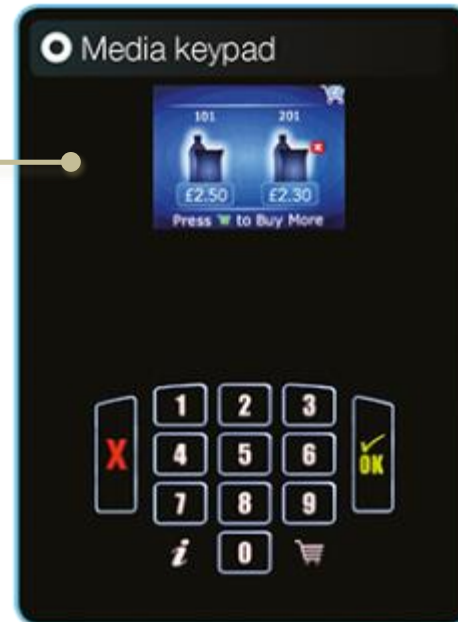 Media keypad
101 201
£2.50 £2.30
Press to Buy More
1 2 3
X 4 5 6 OK
7 8 9
i 0